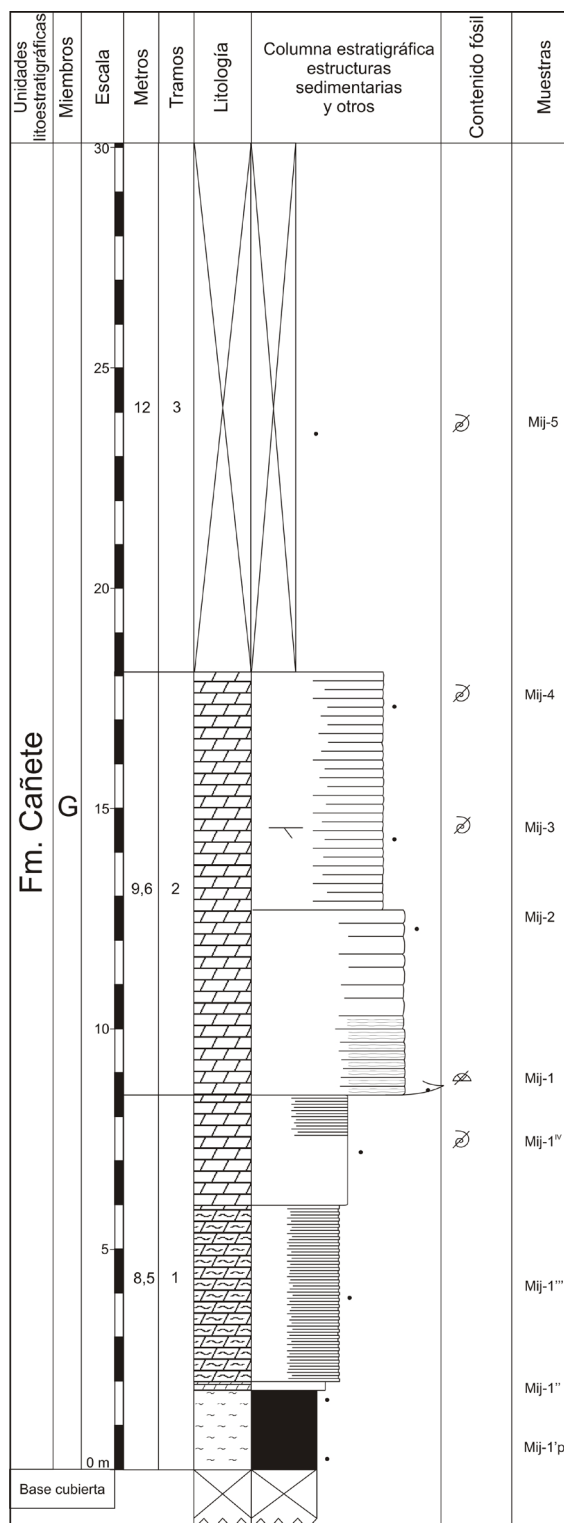 Unidades
litoestratigráficas
Miembros
Escala
Metros
Tramos
Litología
Columna estratigráfica
estructuras
sedimentarias
y otros
Contenido fósil
Muestras
30
25
12
3
Mij-5
20
Mij-4
Fm. Cañete
G
15
Mij-3
9,6
2
Mij-2
10
Mij-1
Mij-1ᴵⱽ
5
8,5
1
Mij-1'''
Mij-1''
Mij-1'p
0 m
Base cubierta